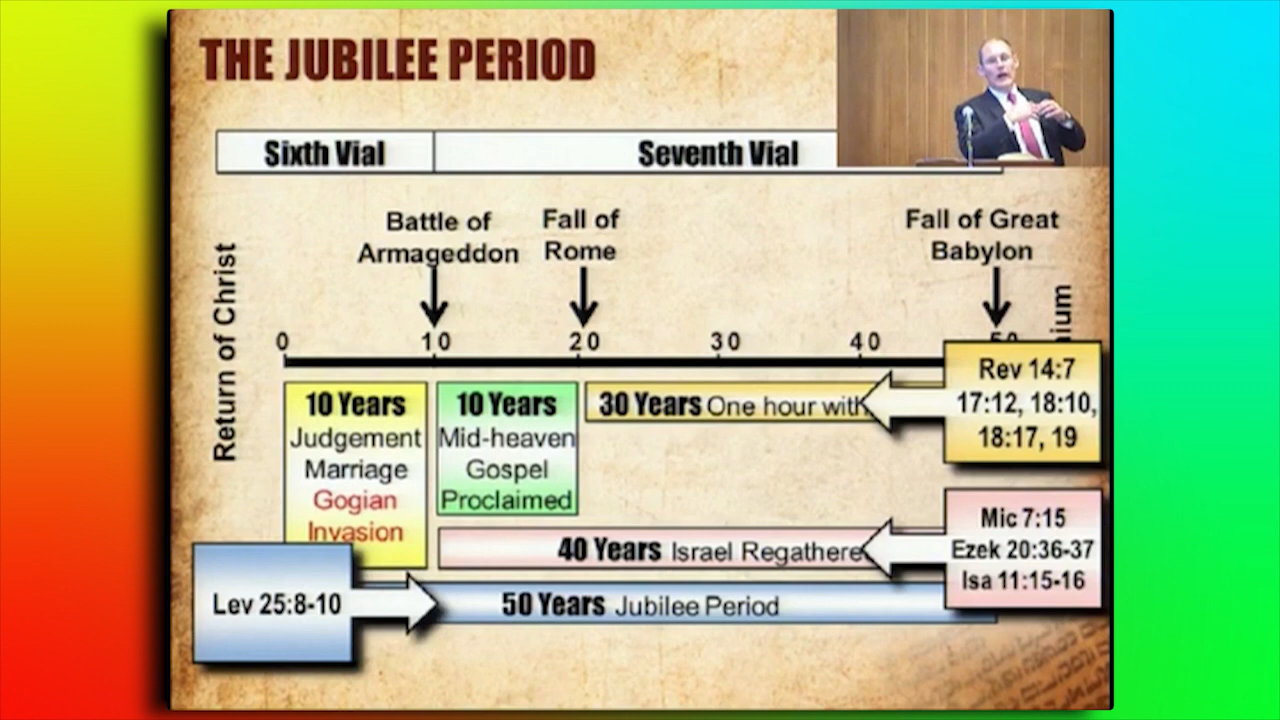 THE JUBILEE PERIOD
Sixth Vial
Seventh Vial
Battle of
Armageddon
Fall of
Rome
Fall of Great
Babylon
Return of Christ
0
10
20
30
40
10 Years
Judgement
Marriage
Gogian
Invasion
10 Years
Mid-heaven
Gospel
Proclaimed
30 Years One hour with
Rev 14:7
17:12, 18:10,
18:17, 19
40 Years Israel Regathere
Mic 7:15
Ezek 20:36-37
Isa 11:15-16
Lev 25:8-10
50 Years Jubilee Period